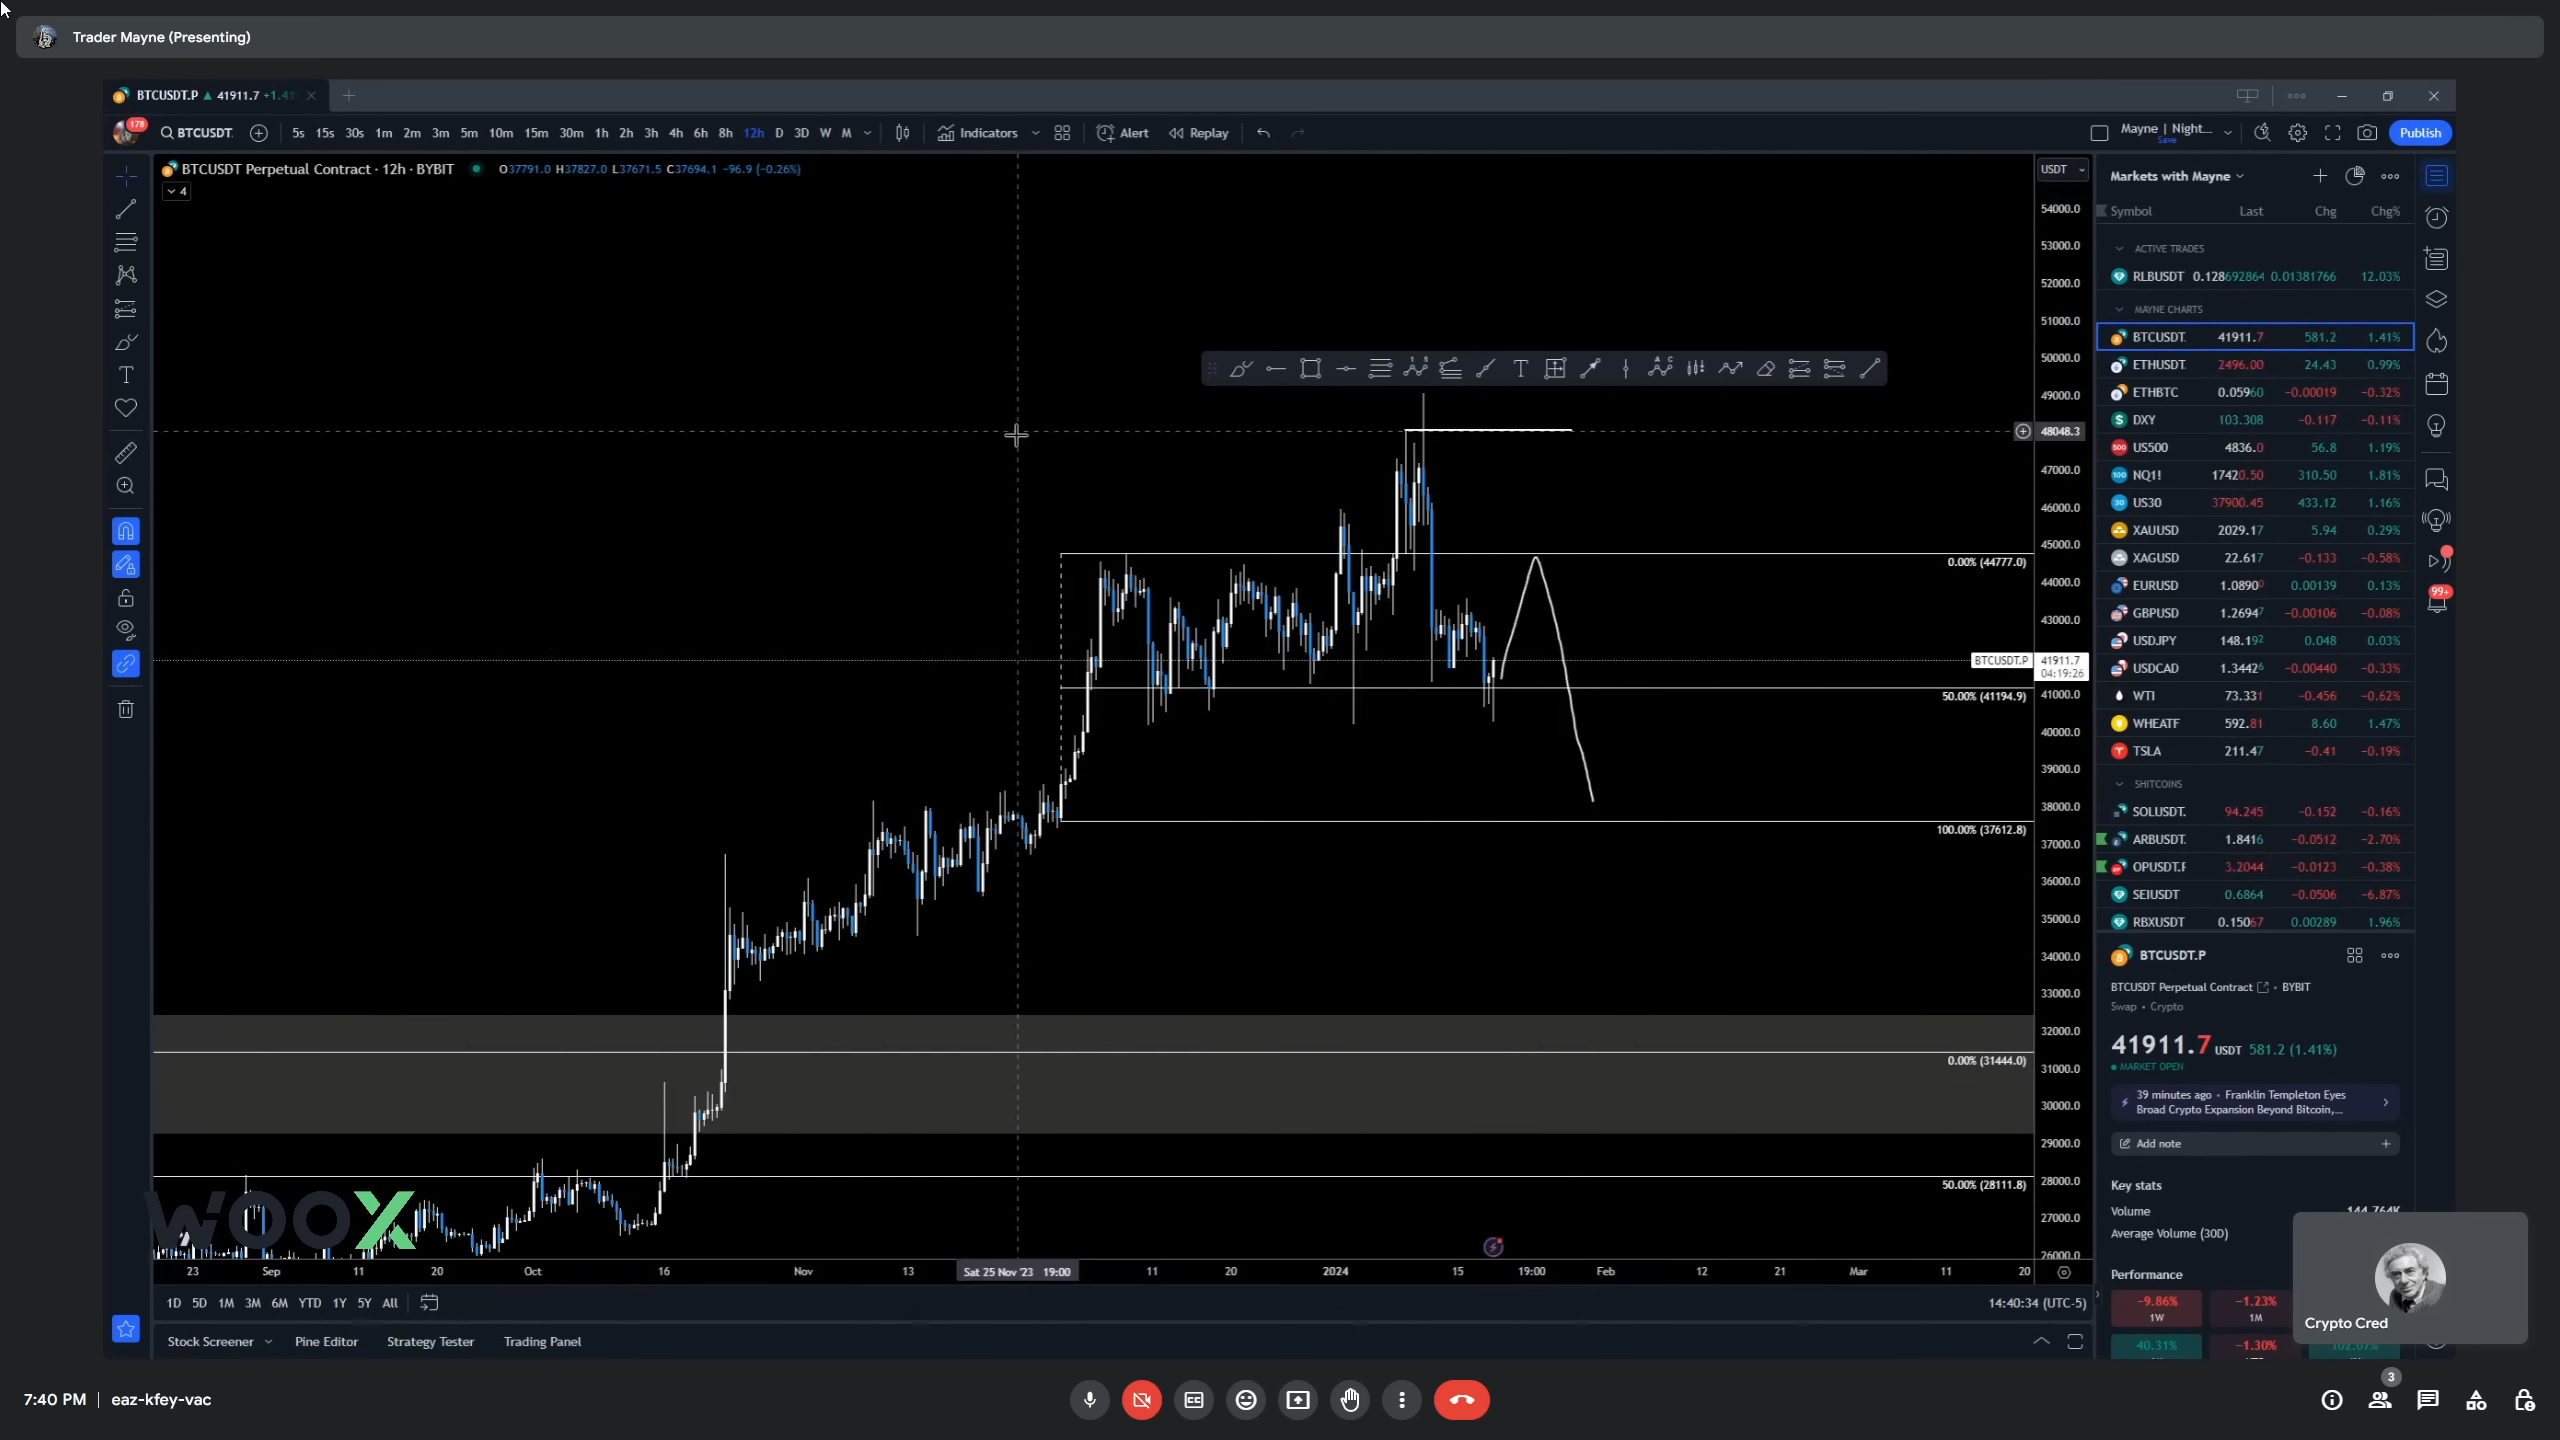 Trader Mayne (Presenting)
BTCUSDT.P ▲ 41911.7 +1.41
178
BTCUSDT. 5s 15s 30s 1m 2m 3m 5m 10m 15m 30m 1h 2h 3h 4h 6h 8h 12h D 3D W M Indicators Alert Replay
Mayne | Night...
Save
Publish
BTCUSDT Perpetual Contract · 12h · BYBIT O37791.0 H37827.0 L37671.5 C37694.1 −96.9 (−0.26%)
4
USDT
54000.0
53000.0
52000.0
51000.0
50000.0
49000.0
48048.3
47000.0
46000.0
45000.0
0.00% (44777.0)
44000.0
43000.0
BTCUSDT.P 41911.7
04:19:26
41000.0
50.00% (41194.9)
40000.0
39000.0
38000.0
100.00% (37612.8)
37000.0
36000.0
35000.0
34000.0
33000.0
32000.0
0.00% (31444.0)
31000.0
30000.0
29000.0
28000.0
50.00% (28111.8)
27000.0
26000.0
WOOX
23 Sep 11 20 Oct 16 Nov 13 Sat 25 Nov '23 19:00 11 20 2024 15 19:00 Feb 12 21 Mar 11 20
1D 5D 1M 3M 6M YTD 1Y 5Y All
14:40:34 (UTC-5)
Stock Screener Pine Editor Strategy Tester Trading Panel
Markets with Mayne
Symbol Last Chg Chg%
ACTIVE TRADES
RLBUSDT 0.128692864 0.01381766 12.03%
MAYNE CHARTS
BTCUSDT. 41911.7 581.2 1.41%
ETHUSDT. 2496.00 24.43 0.99%
ETHBTC 0.05960 −0.00019 −0.32%
DXY 103.308 −0.117 −0.11%
US500 4836.0 56.8 1.19%
NQ1! 17420.50 310.50 1.81%
US30 37900.45 433.12 1.16%
XAUUSD 2029.17 5.94 0.29%
XAGUSD 22.617 −0.133 −0.58%
EURUSD 1.08900 0.00139 0.13%
GBPUSD 1.26947 −0.00106 −0.08%
USDJPY 148.192 0.048 0.03%
USDCAD 1.34426 −0.00440 −0.33%
WTI 73.331 −0.456 −0.62%
WHEATF 592.81 8.60 1.47%
TSLA 211.47 −0.41 −0.19%
SHITCOINS
SOLUSDT. 94.245 −0.152 −0.16%
ARBUSDT. 1.8416 −0.0512 −2.70%
OPUSDT.F 3.2044 −0.0123 −0.38%
SEIUSDT 0.6864 −0.0506 −6.87%
RBXUSDT 0.15067 0.00289 1.96%
99+
BTCUSDT.P
BTCUSDT Perpetual Contract • BYBIT
Swap • Crypto
41911.7 USDT 581.2 (1.41%)
MARKET OPEN
39 minutes ago • Franklin Templeton Eyes
Broad Crypto Expansion Beyond Bitcoin,...
Add note
Key stats
Volume 144.764K
Average Volume (30D)
Performance
−9.86% −1.23%
1W 1M
40.31% −1.30% 102.07%
Crypto Cred
7:40 PM | eaz-kfey-vac
3